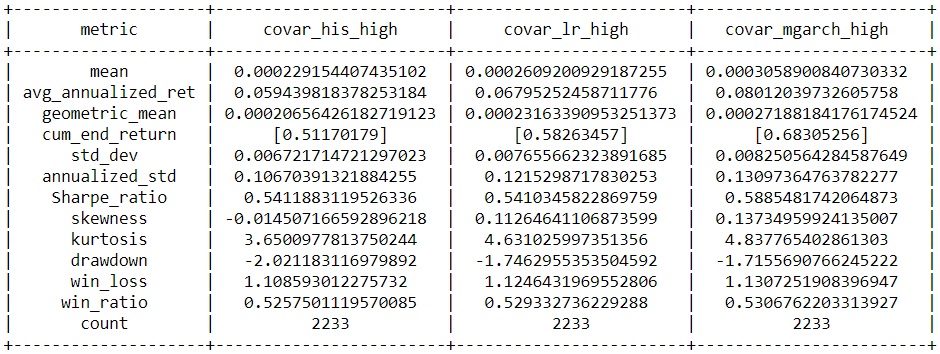 +----------------------+-----------------------+-----------------------+-----------------------+
| metric | covar_his_high | covar_lr_high | covar_mgarch_high |
+----------------------+-----------------------+-----------------------+-----------------------+
| mean | 0.000229154407435102 | 0.0002609200929187255 | 0.0003058900840730332 |
| avg_annualized_ret | 0.059439818378253184 | 0.06795252458711776 | 0.08012039732605758 |
| geometric_mean | 0.00020656426182719123 | 0.00023163390953251373 | 0.00027188184176174524 |
| cum_end_return | [0.51170179] | [0.58263457] | [0.68305256] |
| std_dev | 0.006721714721297023 | 0.007655662323891685 | 0.008250564284587649 |
| annualized_std | 0.10670391321884255 | 0.1215298717830253 | 0.13097364763782277 |
| Sharpe_ratio | 0.5411883119526336 | 0.5410345822869759 | 0.5885481742064873 |
| skewness | -0.014507166592896218 | 0.11264641106873599 | 0.13734959924135007 |
| kurtosis | 3.6500977813750244 | 4.631025997351356 | 4.837765402861303 |
| drawdown | -2.021183116979892 | -1.7462955353504592 | -1.7155690766245222 |
| win_loss | 1.108593012275732 | 1.1246431969552806 | 1.1307251908396947 |
| win_ratio | 0.5257501119570085 | 0.529332736229288 | 0.5306762203313927 |
| count | 2233 | 2233 | 2233 |
+----------------------+-----------------------+-----------------------+-----------------------+